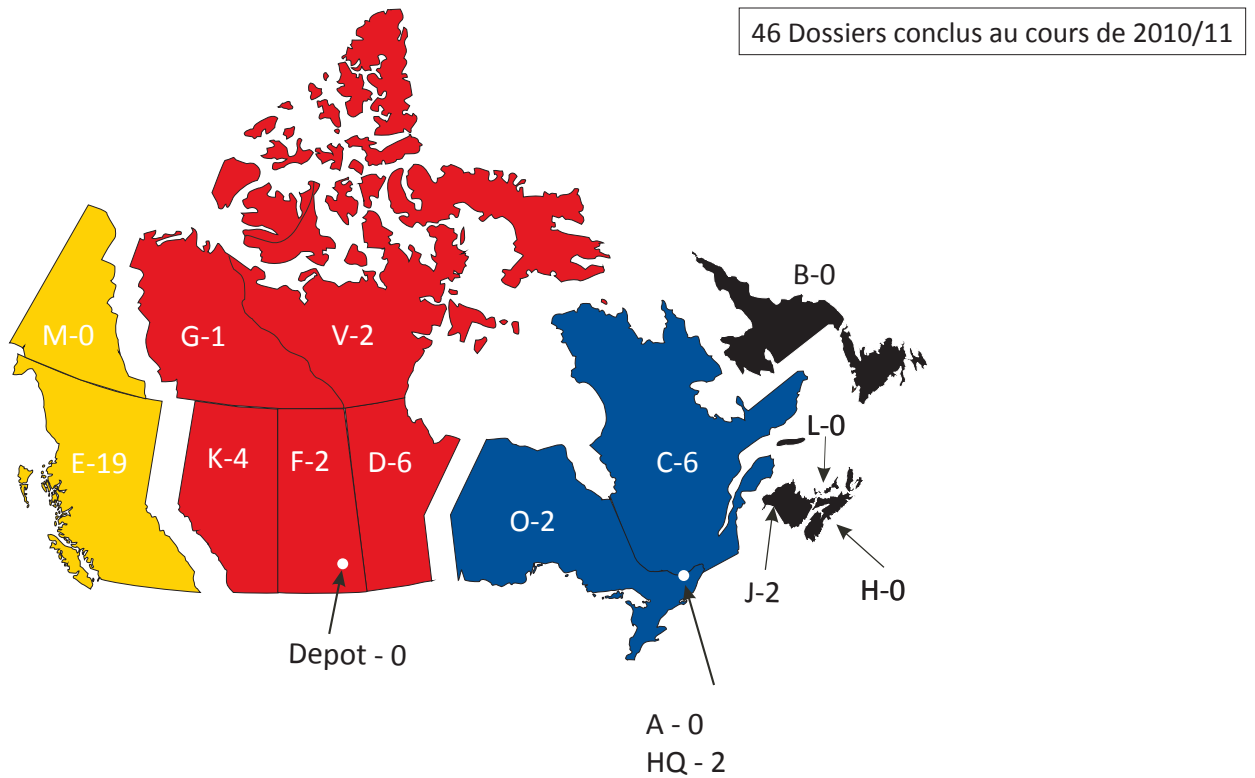 46 Dossiers conclus au cours de 2010/11
B-0
M-0
G-1
V-2
L-0
E-19
K-4
F-2
D-6
C-6
O-2
J-2
H-0
Depot - 0
A - 0
HQ - 2